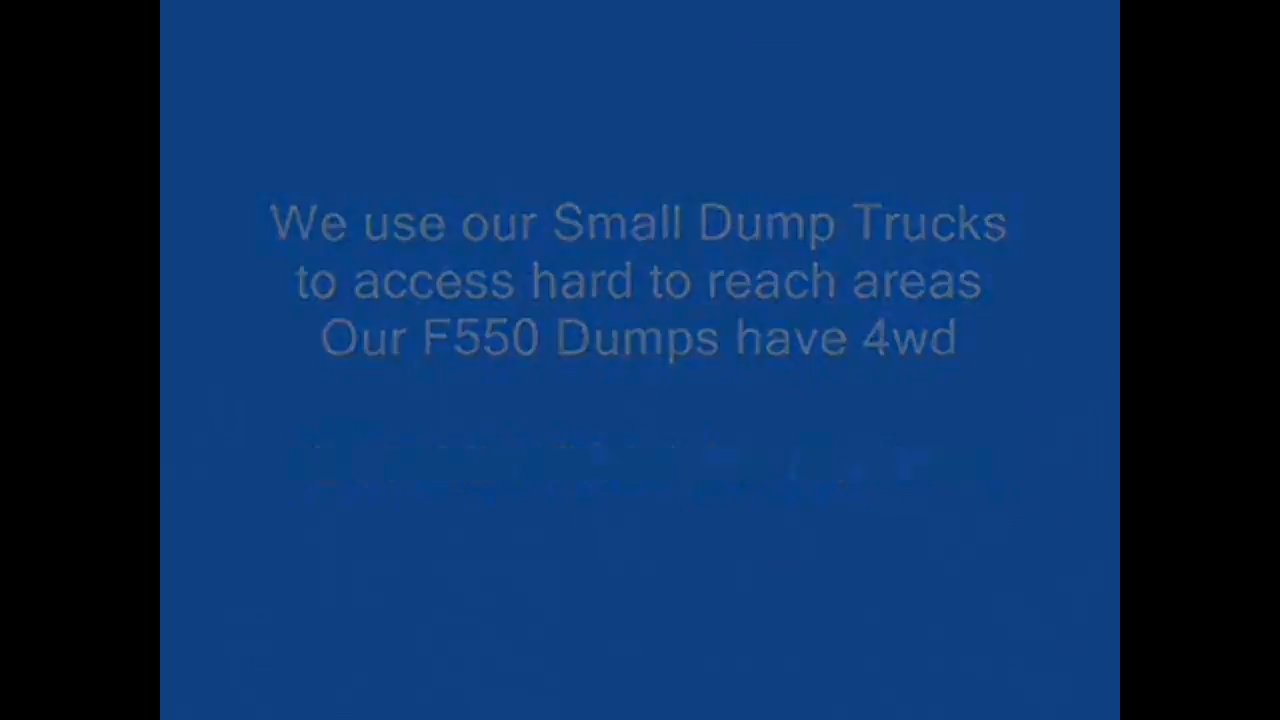 We use our Small Dump Trucks
to access hard to reach areas
Our F550 Dumps have 4wd